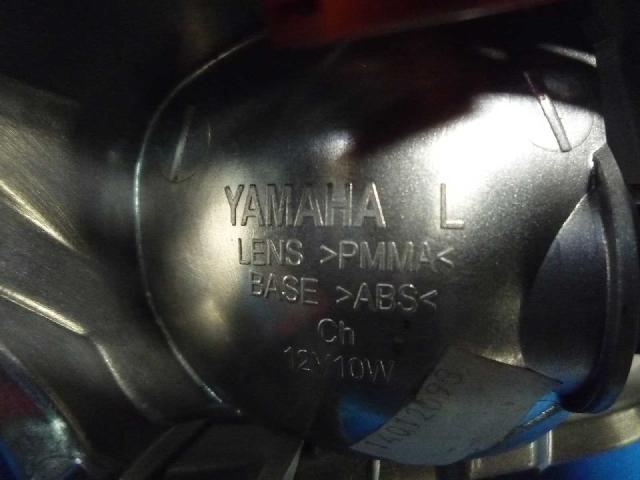 YAMAHA L
LENS >PMMA<
BASE >ABS<
Ch
12V10W